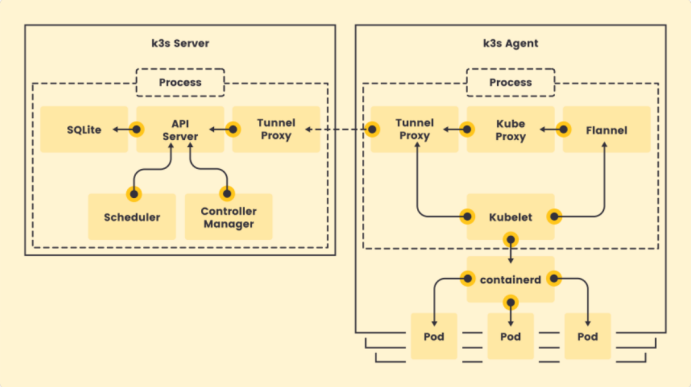 k3s Server
Process
SQLite
API
Server
Tunnel
Proxy
Scheduler
Controller
Manager
k3s Agent
Process
Tunnel
Proxy
Kube
Proxy
Flannel
Kubelet
containerd
Pod
Pod
Pod